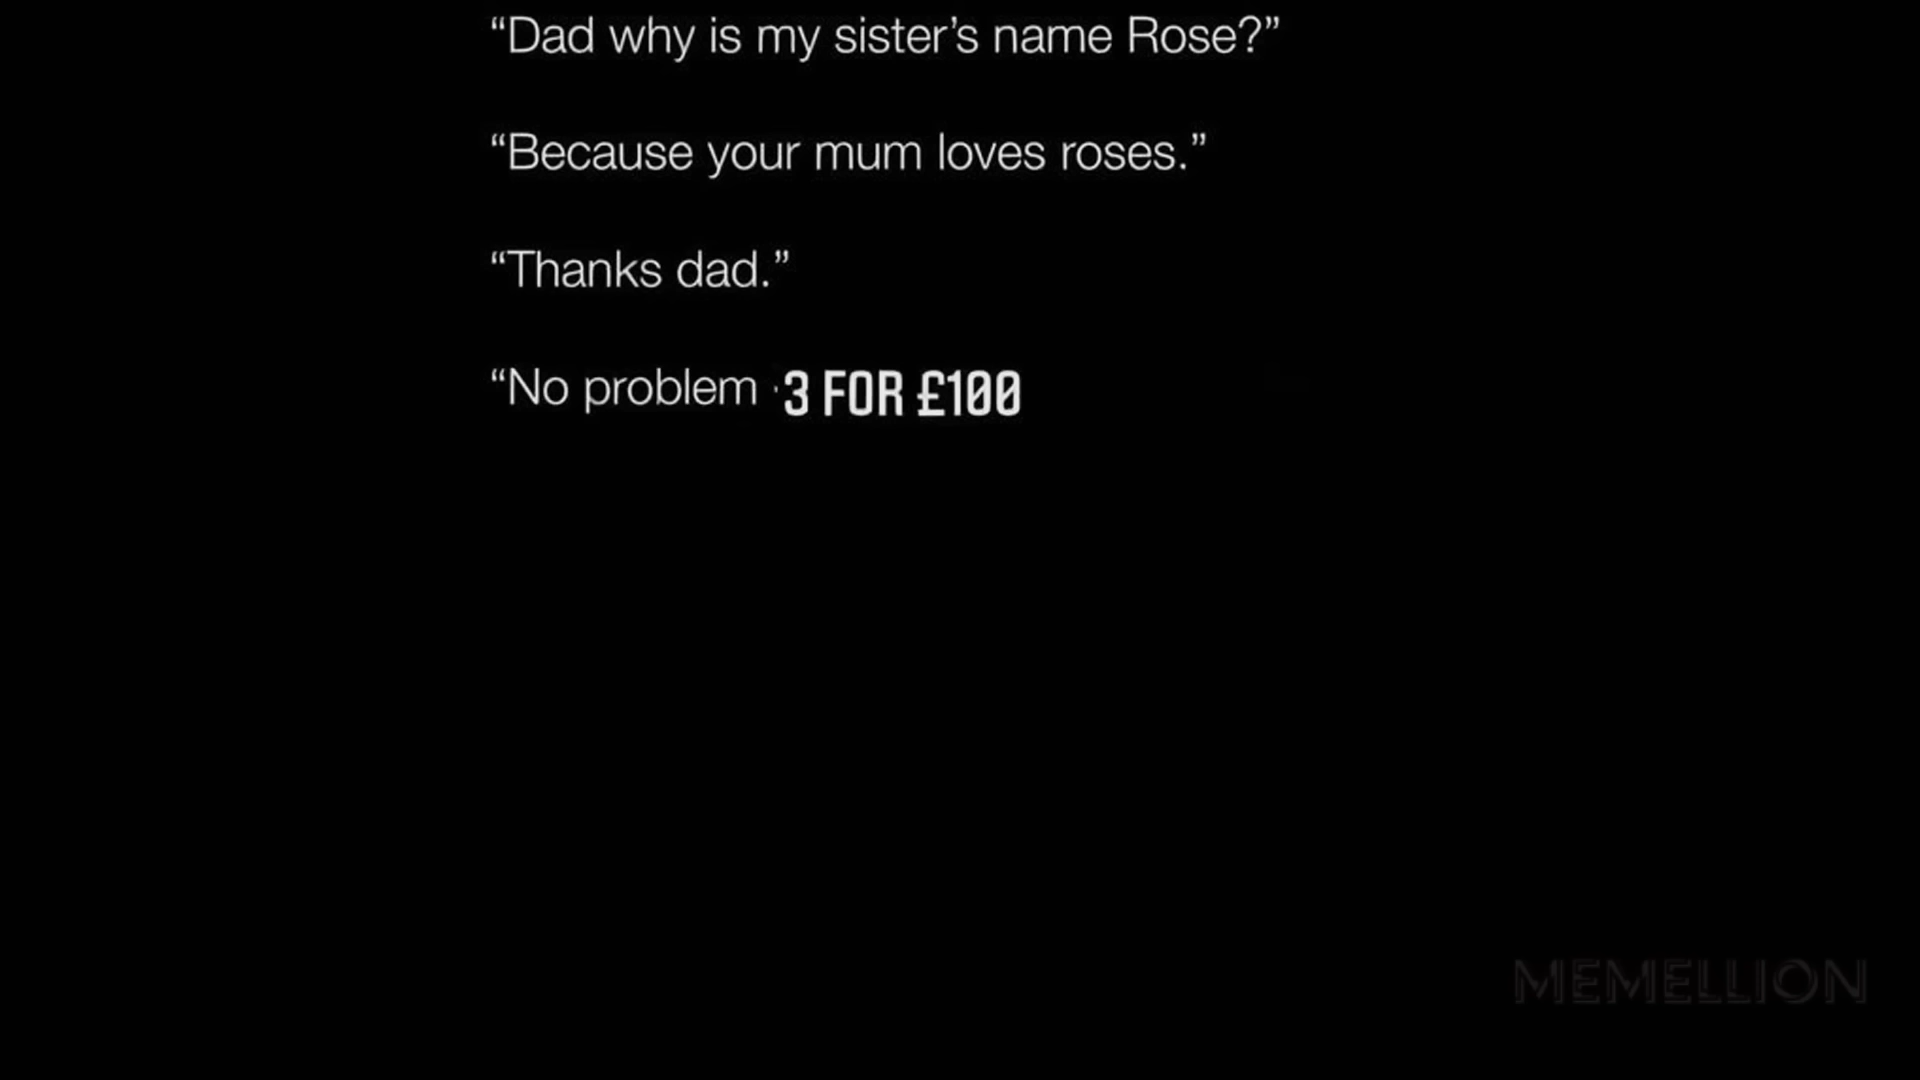 “Dad why is my sister’s name Rose?”
“Because your mum loves roses.”
“Thanks dad.”
“No problem 3 FOR £100
MEMELLION